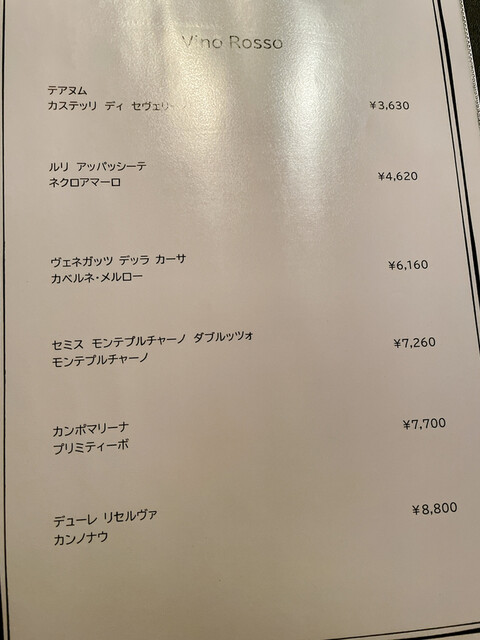 Vino Rosso
テアヌム
カステッリ ディ セヴェリーノ
¥3,630
ルリ アッパッシーテ
ネクロアマーロ
¥4,620
ヴェネガッツ デッラ カーサ
カベルネ・メルロー
¥6,160
セミス モンテプルチャーノ ダブルッツォ
モンテプルチャーノ
¥7,260
カンポマリーナ
プリミティーボ
¥7,700
デューレ リセルヴァ
カンノナウ
¥8,800